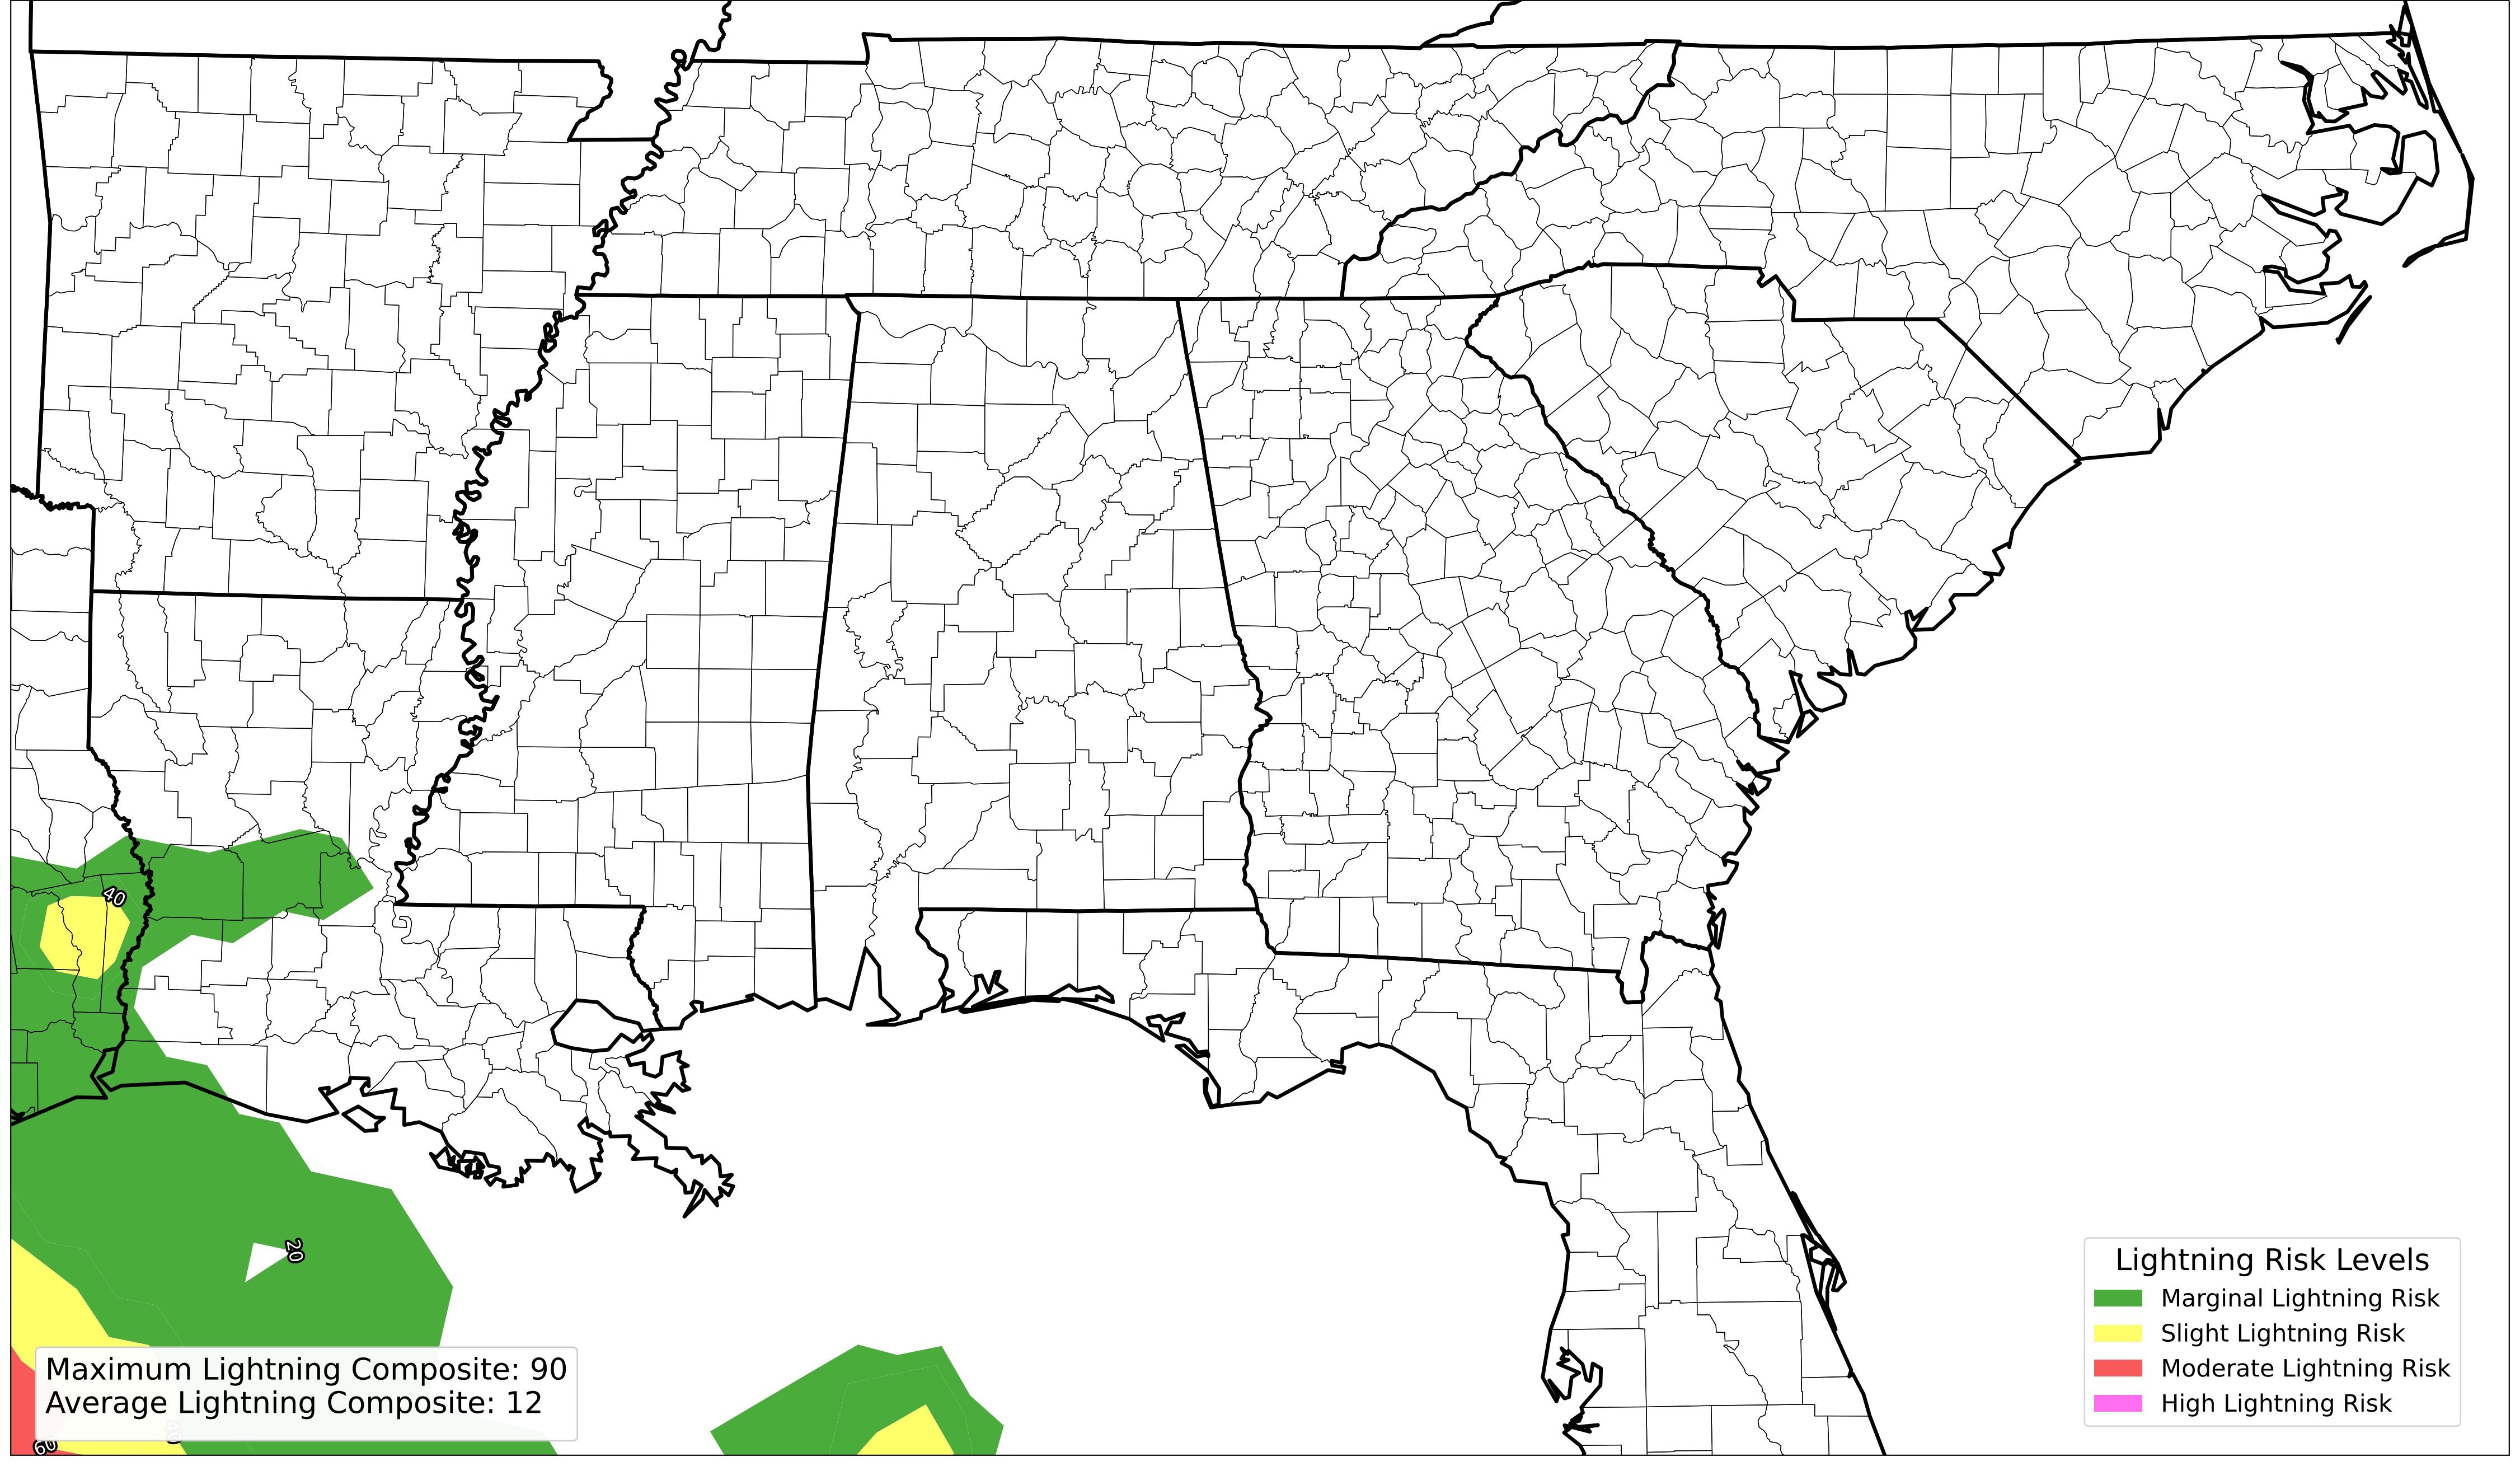 40
20
Lightning Risk Levels
Marginal Lightning Risk
Slight Lightning Risk
Moderate Lightning Risk
High Lightning Risk
Maximum Lightning Composite: 90
Average Lightning Composite: 12
60